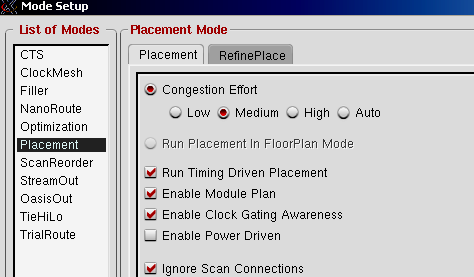 Mode Setup
List of Modes
CTS
ClockMesh
Filler
NanoRoute
Optimization
Placement
ScanReorder
StreamOut
OasisOut
TieHiLo
TrialRoute
Placement Mode
Placement RefinePlace
Congestion Effort
Low Medium High Auto
Run Placement In FloorPlan Mode
Run Timing Driven Placement
Enable Module Plan
Enable Clock Gating Awareness
Enable Power Driven
Ignore Scan Connections